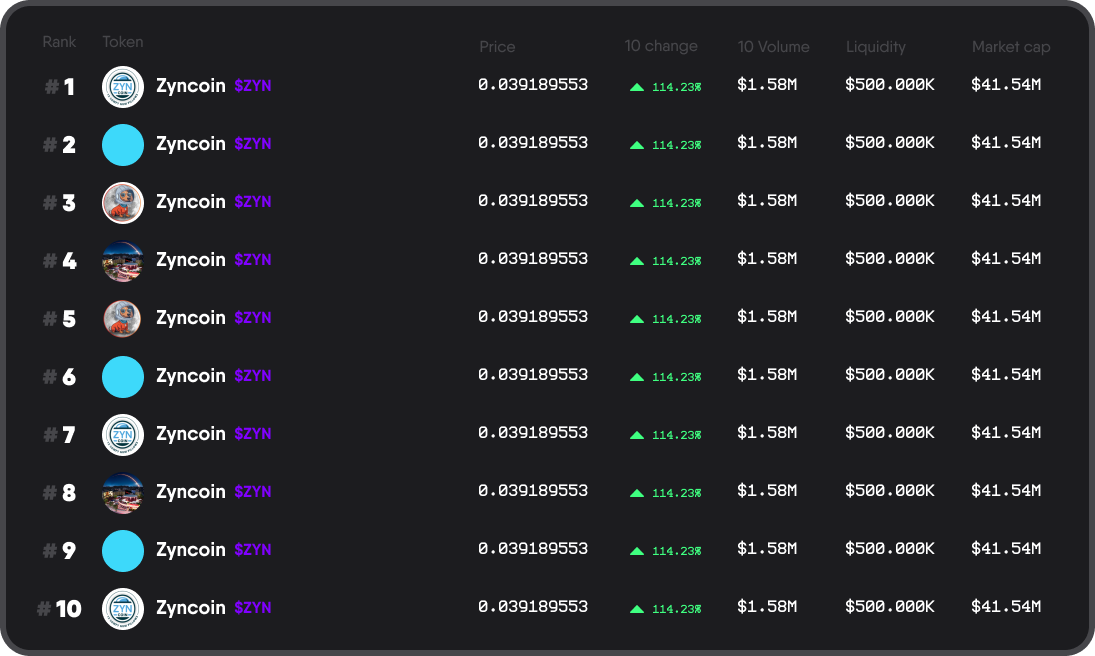 Rank Token Price 10 change 10 Volume Liquidity Market cap
#1 ZYN COIN Zyncoin $ZYN 0.039189553 114.23% $1.58M $500.000K $41.54M
#2 Zyncoin $ZYN 0.039189553 114.23% $1.58M $500.000K $41.54M
#3 Zyncoin $ZYN 0.039189553 114.23% $1.58M $500.000K $41.54M
#4 Zyncoin $ZYN 0.039189553 114.23% $1.58M $500.000K $41.54M
#5 Zyncoin $ZYN 0.039189553 114.23% $1.58M $500.000K $41.54M
#6 Zyncoin $ZYN 0.039189553 114.23% $1.58M $500.000K $41.54M
#7 ZYN COIN Zyncoin $ZYN 0.039189553 114.23% $1.58M $500.000K $41.54M
#8 Zyncoin $ZYN 0.039189553 114.23% $1.58M $500.000K $41.54M
#9 Zyncoin $ZYN 0.039189553 114.23% $1.58M $500.000K $41.54M
#10 ZYN COIN Zyncoin $ZYN 0.039189553 114.23% $1.58M $500.000K $41.54M